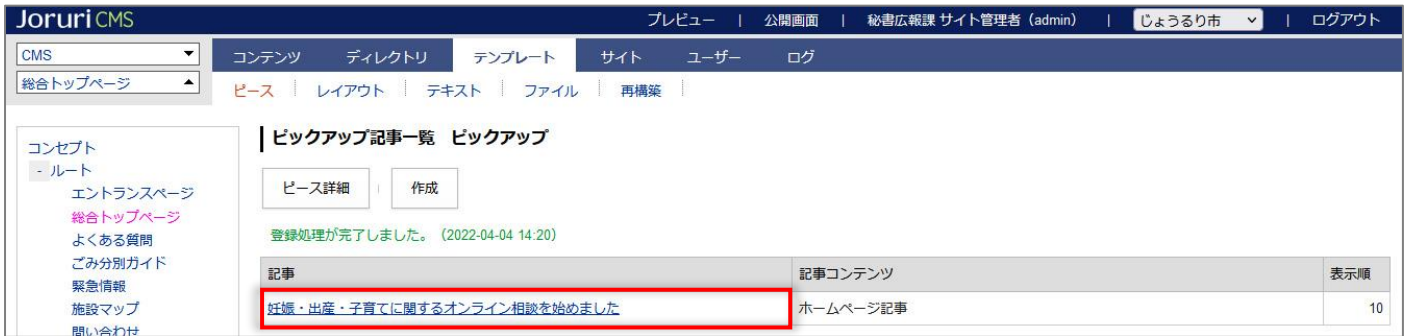 Joruri CMS プレビュー | 公開画面 | 秘書広報課 サイト管理者（admin） | じょうるり市 | ログアウト
CMS コンテンツ ディレクトリ テンプレート サイト ユーザー ログ
総合トップページ ピース レイアウト テキスト ファイル 再構築
コンセプト
- ルート
エントランスページ
総合トップページ
よくある質問
ごみ分別ガイド
緊急情報
施設マップ
問い合わせ
ピックアップ記事一覧 ピックアップ
ピース詳細 | 作成
登録処理が完了しました。（2022-04-04 14:20）
記事 記事コンテンツ 表示順
妊娠・出産・子育てに関するオンライン相談を始めました ホームページ記事 10